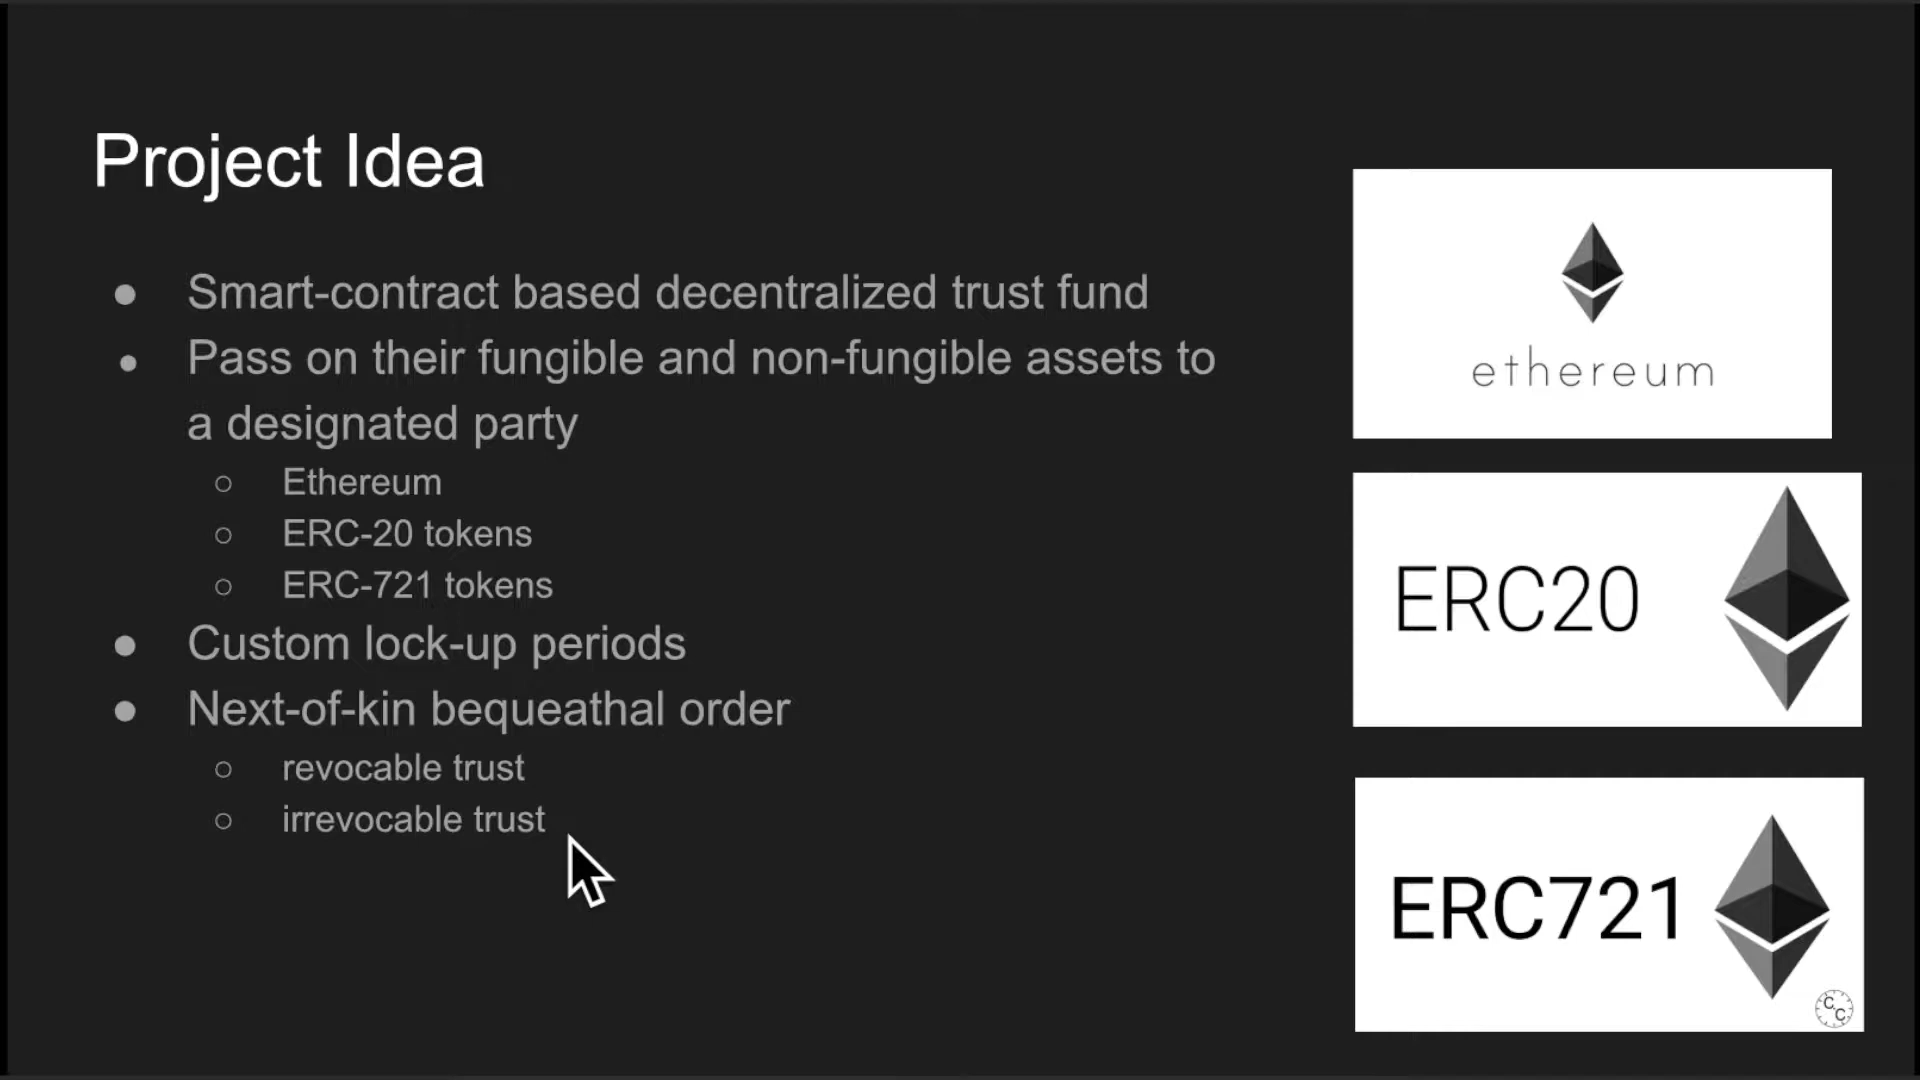 Project Idea
● Smart-contract based decentralized trust fund
● Pass on their fungible and non-fungible assets to
a designated party
○ Ethereum
○ ERC-20 tokens
○ ERC-721 tokens
● Custom lock-up periods
● Next-of-kin bequeathal order
○ revocable trust
○ irrevocable trust
ethereum
ERC20
ERC721
CC